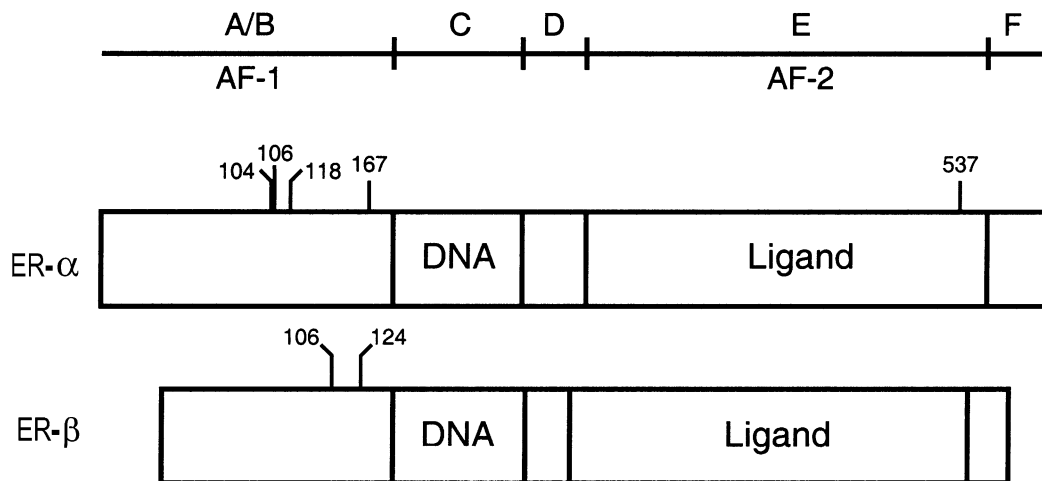 A/B C D E F
AF-1 AF-2
104 106 118 167 537
ER-α DNA Ligand
106 124
ER-β DNA Ligand